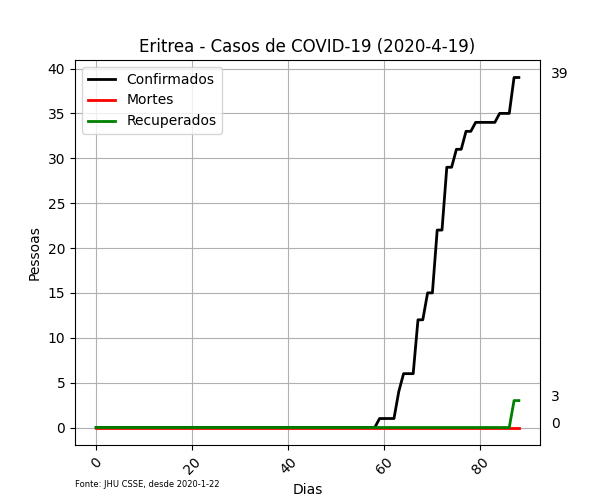 Eritrea - Casos de COVID-19 (2020-4-19)
Confirmados
Mortes
Recuperados
40
35
30
25
20
15
10
5
0
Pessoas
39
3
0
0
20
40
60
80
Dias
Fonte: JHU CSSE, desde 2020-1-22